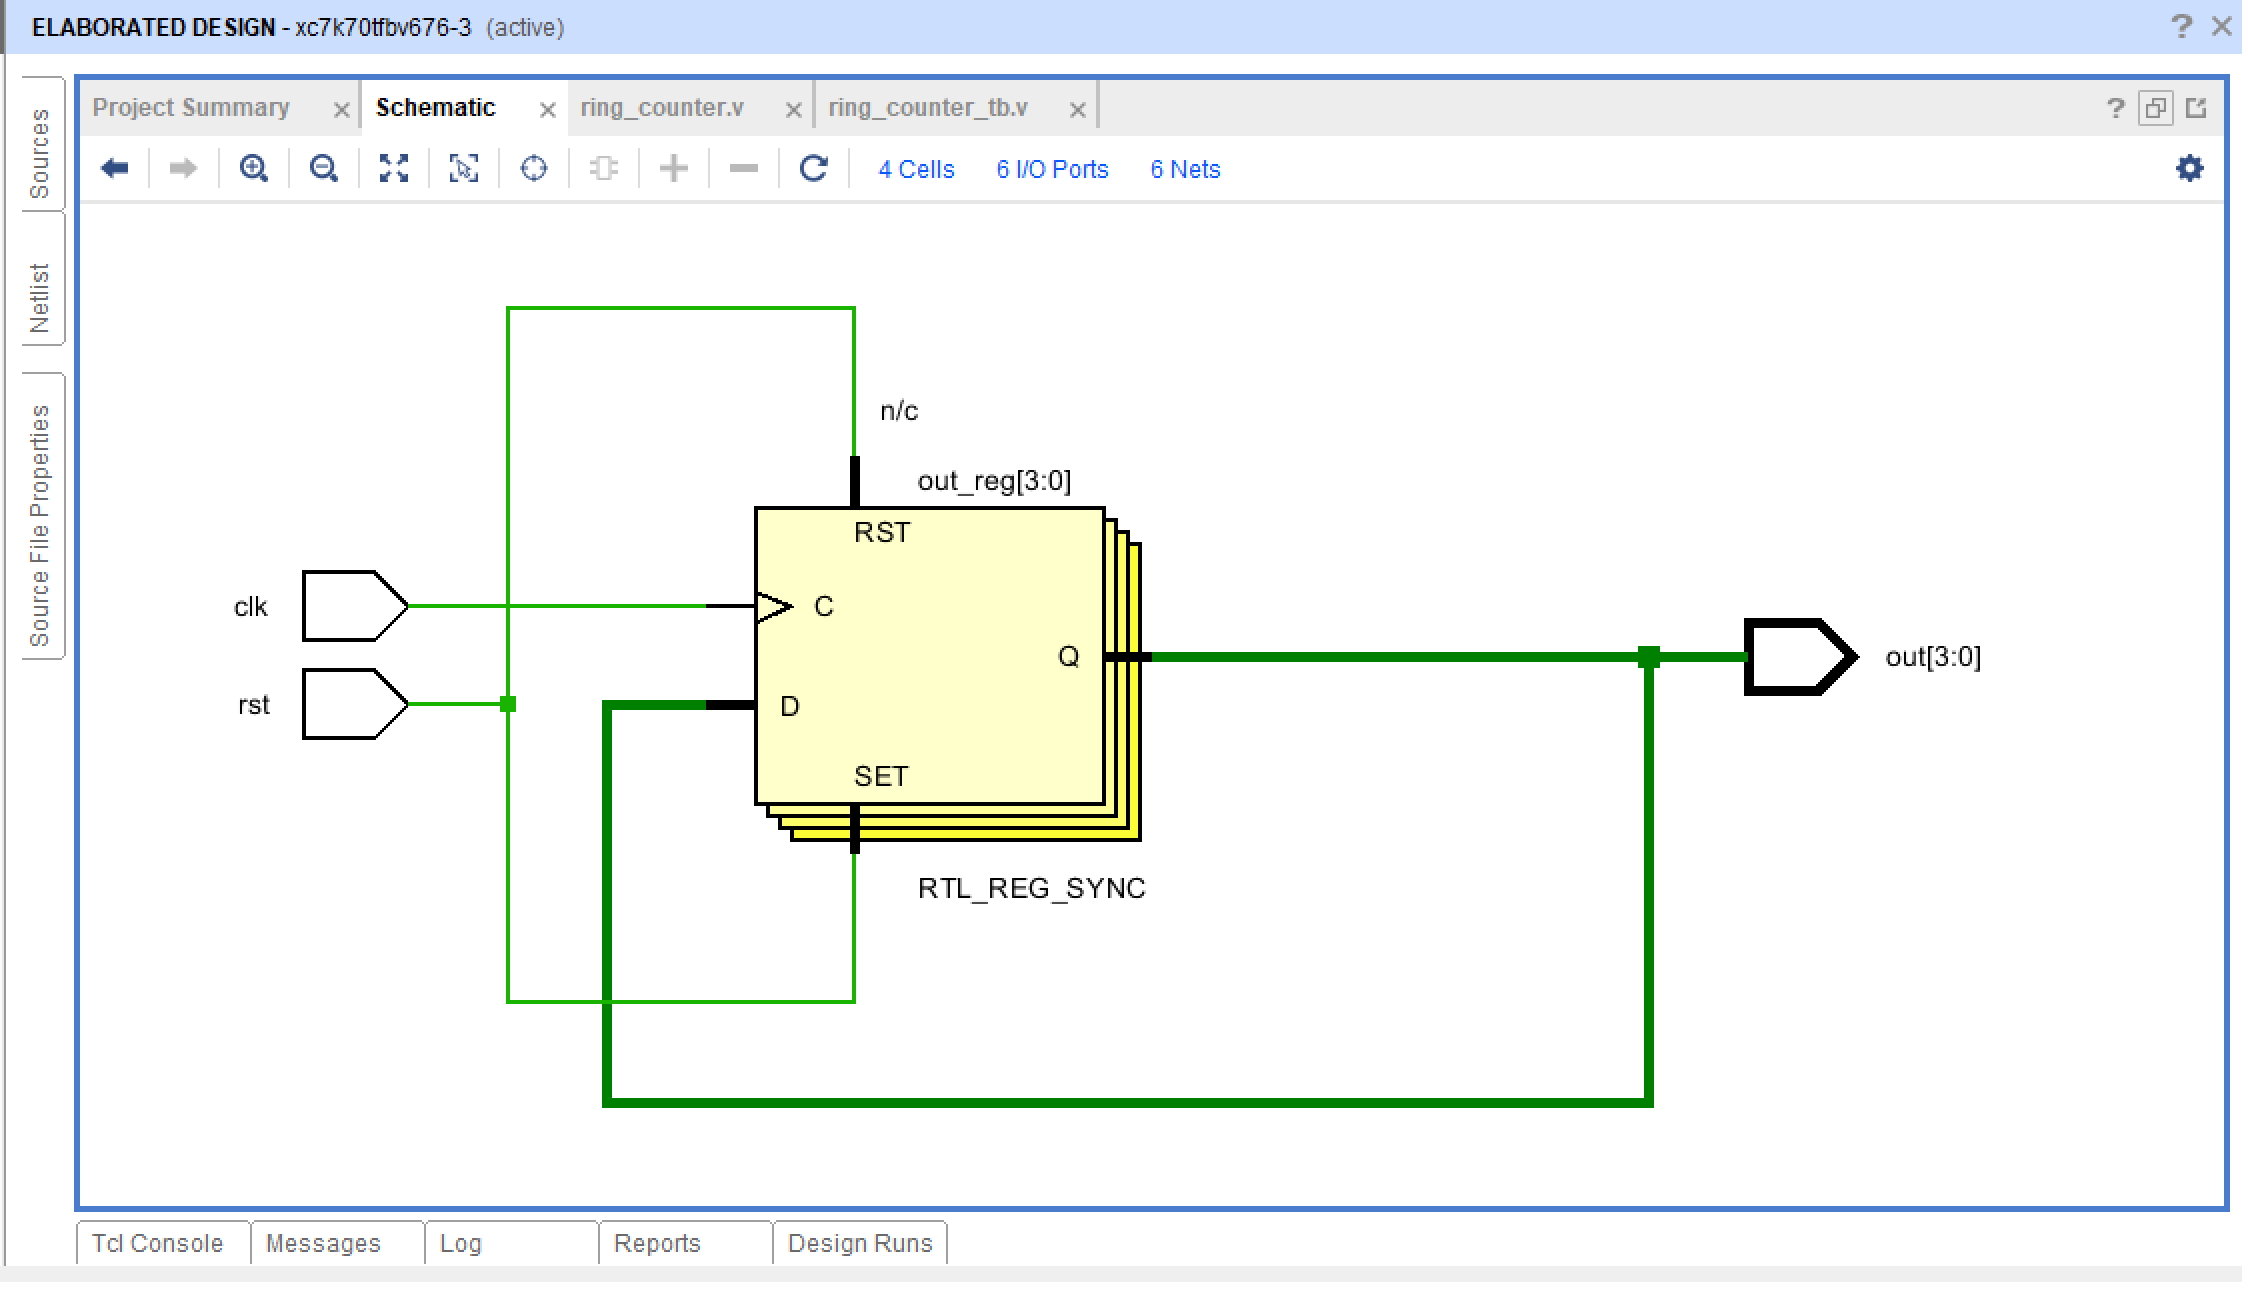 ELABORATED DESIGN - xc7k70tfbv676-3 (active)
Sources
Netlist
Source File Properties
Project Summary
Schematic
ring_counter.v
ring_counter_tb.v
4 Cells
6 I/O Ports
6 Nets
n/c
out_reg[3:0]
RST
clk
C
Q
out[3:0]
rst
D
SET
RTL_REG_SYNC
Tcl Console
Messages
Log
Reports
Design Runs